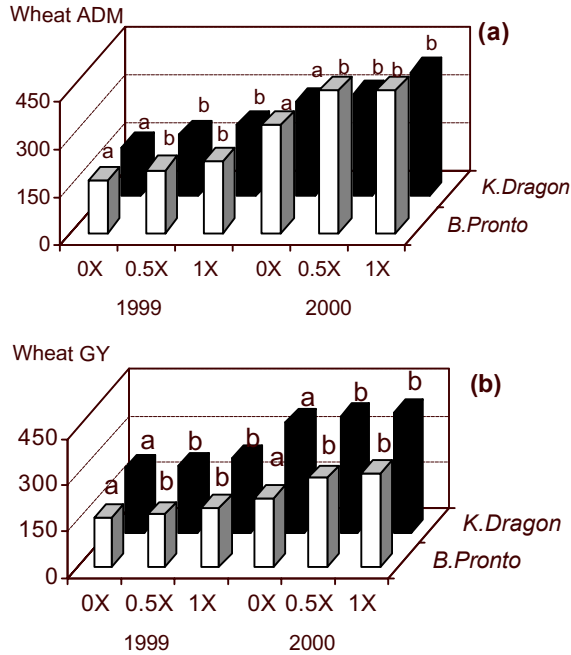 Wheat ADM
(a)
450
300
150
0
a a b b b b a a b b b b b
K.Dragon
B.Pronto
0X 0.5X 1X 0X 0.5X 1X
1999 2000
Wheat GY
(b)
450
300
150
0
a a b b b b a a b b b b
K.Dragon
B.Pronto
0X 0.5X 1X 0X 0.5X 1X
1999 2000